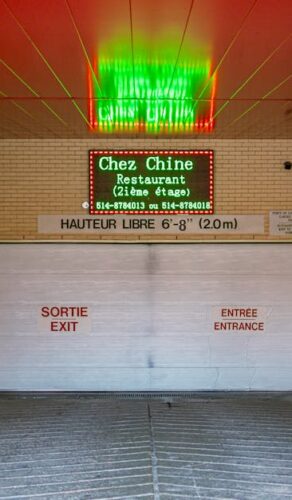 Chez Chine
Restaurant
(2ième étage)
514-8784013 ou 514-8784018
HAUTEUR LIBRE 6'-8" (2.0m)
SORTIE
EXIT
ENTRÉE
ENTRANCE